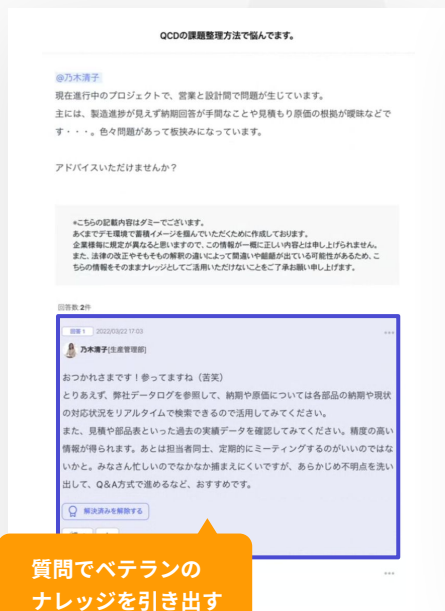 QCDの課題整理方法で悩んでます。
@乃木清子
現在進行中のプロジェクトで、営業と設計間で問題が生じています。
主には、製造進捗が見えず納期回答が手間なことや見積もり原価の根拠が曖昧などで
す・・・。色々問題があって板挟みになっています。
アドバイスいただけませんか？
*こちらの記載内容はダミーでございます。
あくまでデモ環境で蓄積イメージを掴んでいただくために作成しております。
企業様毎に規定が異なると思いますので、この情報が一概に正しい内容とは申し上げられません。
また、法律の改正やそもそもの解釈の違いによって間違いや齟齬が出ている可能性があるため、こ
ちらの情報をそのままナレッジとしてご活用いただけないことをご了承お願い申し上げます。
回答数 2件
回答 1 2022/03/22 17:03
乃木清子[生産管理部]
おつかれさまです！参ってますね（苦笑）
とりあえず、弊社データログを参照して、納期や原価については各部品の納期や現状
の対応状況をリアルタイムで検索できるので活用してみてください。
また、見積や部品表といった過去の実績データを確認してみてください。精度の高い
情報が得られます。あとは担当者同士、定期的にミーティングするのがいいのではな
いかと。みなさん忙しいのでなかなか捕まえにくいですが、あらかじめ不明点を洗い
出して、Q&A方式で進めるなど、おすすめです。
解決済みを解除する
質問でベテランの
ナレッジを引き出す